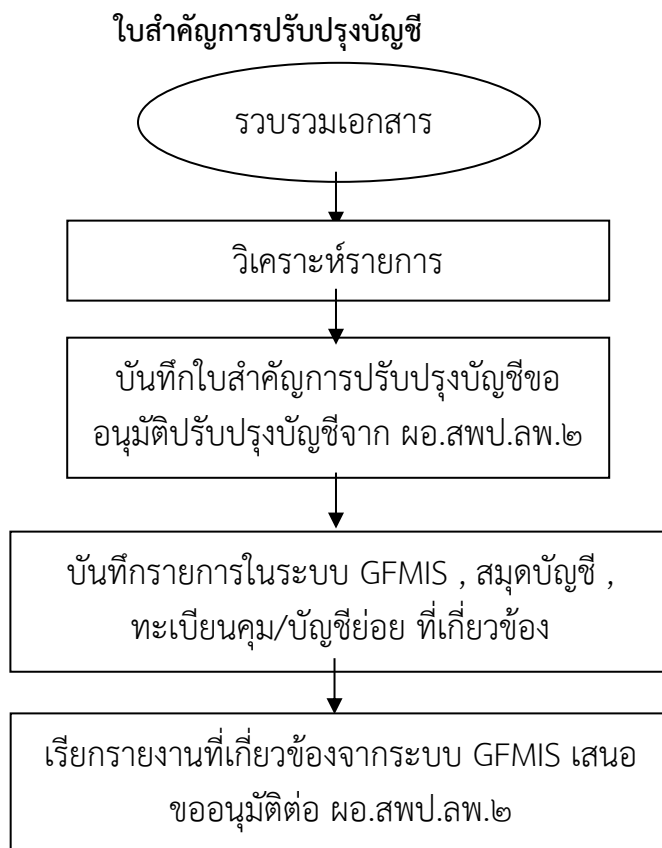 ใบสำคัญการปรับปรุงบัญชี
รวบรวมเอกสาร
วิเคราะห์รายการ
บันทึกใบสำคัญการปรับปรุงบัญชีขอ
อนุมัติปรับปรุงบัญชีจาก ผอ.สพป.ลพ.๒
บันทึกรายการในระบบ GFMIS , สมุดบัญชี ,
ทะเบียนคุม/บัญชีย่อย ที่เกี่ยวข้อง
เรียกรายงานที่เกี่ยวข้องจากระบบ GFMIS เสนอ
ขออนุมัติต่อ ผอ.สพป.ลพ.๒